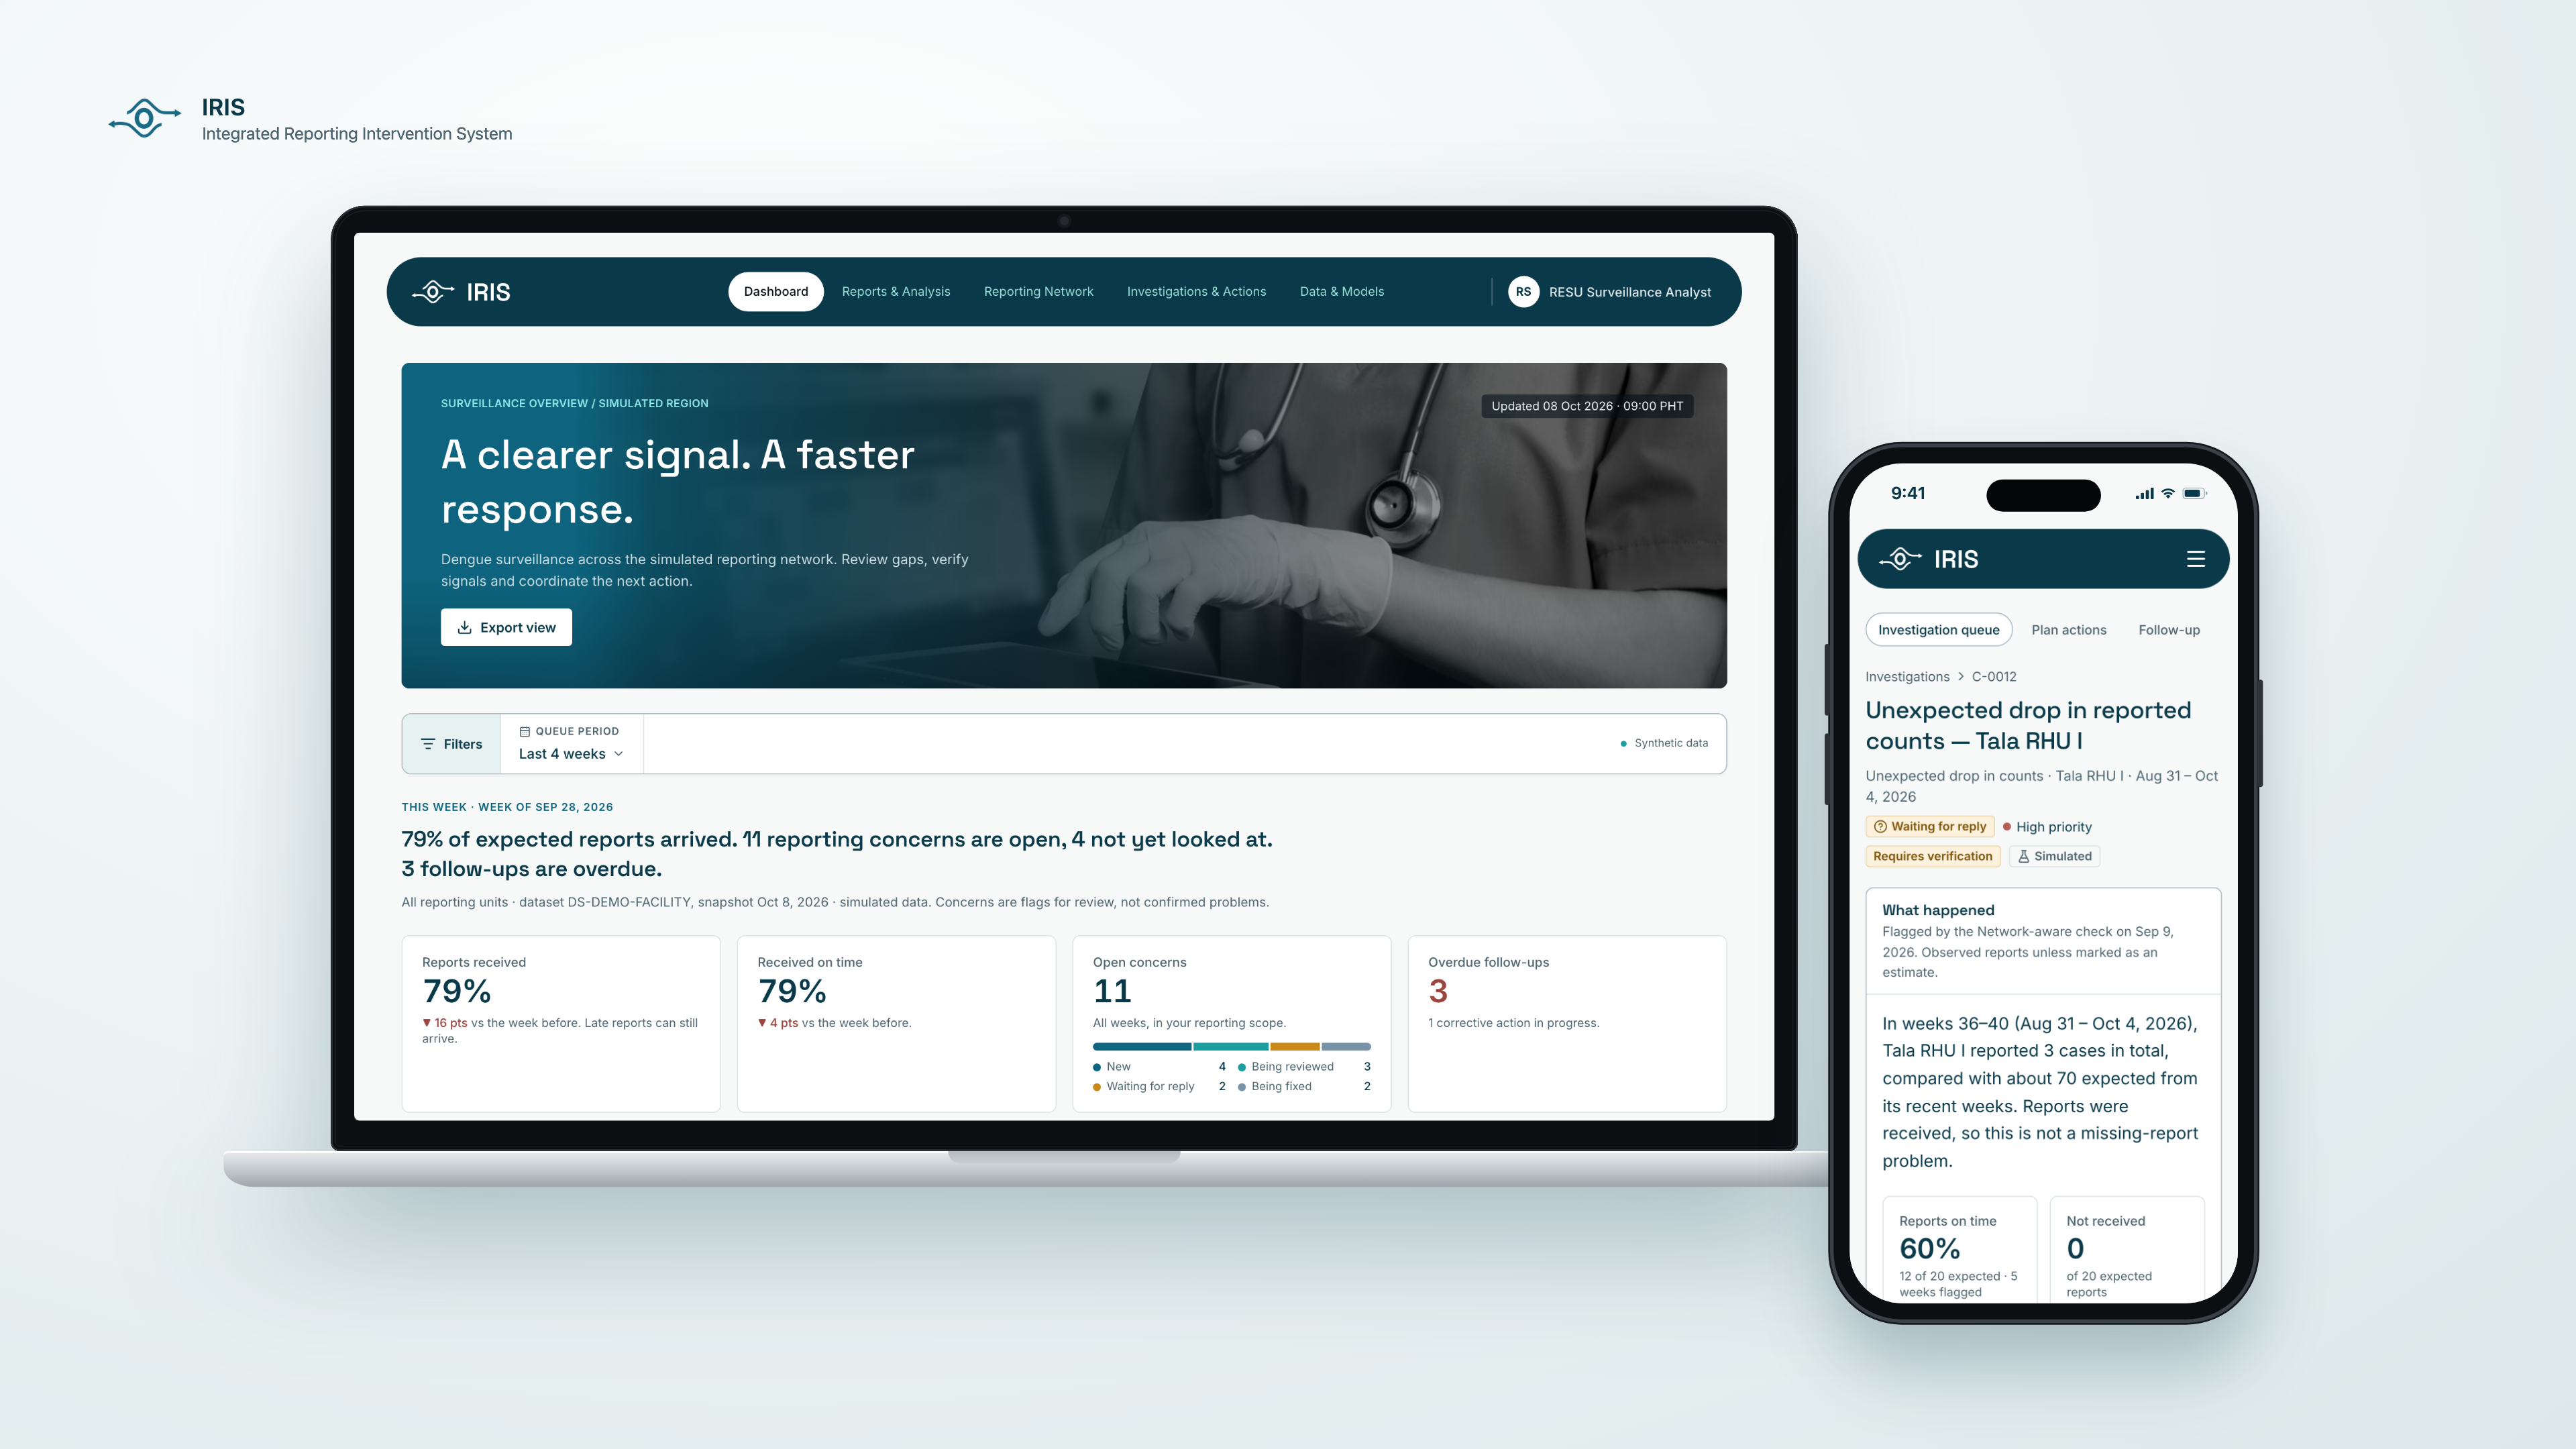 IRIS
Integrated Reporting Intervention System
IRIS
Dashboard
Reports & Analysis
Reporting Network
Investigations & Actions
Data & Models
RS
RESU Surveillance Analyst
SURVEILLANCE OVERVIEW / SIMULATED REGION
Updated 08 Oct 2026 · 09:00 PHT
A clearer signal. A faster
response.
Dengue surveillance across the simulated reporting network. Review gaps, verify
signals and coordinate the next action.
Export view
Filters
QUEUE PERIOD
Last 4 weeks
Synthetic data
THIS WEEK · WEEK OF SEP 28, 2026
79% of expected reports arrived. 11 reporting concerns are open, 4 not yet looked at.
3 follow-ups are overdue.
All reporting units · dataset DS-DEMO-FACILITY, snapshot Oct 8, 2026 · simulated data. Concerns are flags for review, not confirmed problems.
Reports received
79%
▼ 16 pts vs the week before. Late reports can still
arrive.
Received on time
79%
▼ 4 pts vs the week before.
Open concerns
11
All weeks, in your reporting scope.
New 4
Being reviewed 3
Waiting for reply 2
Being fixed 2
Overdue follow-ups
3
1 corrective action in progress.
9:41
IRIS
Investigation queue
Plan actions
Follow-up
Investigations > C-0012
Unexpected drop in reported
counts — Tala RHU I
Unexpected drop in counts · Tala RHU I · Aug 31 – Oct
4, 2026
Waiting for reply
High priority
Requires verification
Simulated
What happened
Flagged by the Network-aware check on Sep 9,
2026. Observed reports unless marked as an
estimate.
In weeks 36–40 (Aug 31 – Oct 4, 2026),
Tala RHU I reported 3 cases in total,
compared with about 70 expected from
its recent weeks. Reports were
received, so this is not a missing-report
problem.
Reports on time
60%
12 of 20 expected · 5
weeks flagged
Not received
0
of 20 expected
reports